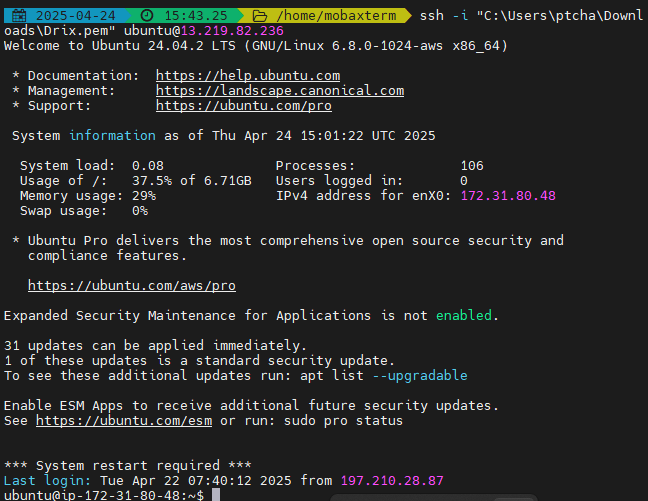 2025-04-24 15:43.25 /home/mobaxterm ssh -i "C:\Users\ptcha\Downl
oads\Drix.pem" ubuntu@13.219.82.236
Welcome to Ubuntu 24.04.2 LTS (GNU/Linux 6.8.0-1024-aws x86_64)
* Documentation: https://help.ubuntu.com
* Management: https://landscape.canonical.com
* Support: https://ubuntu.com/pro
System information as of Thu Apr 24 15:01:22 UTC 2025
System load: 0.08 Processes: 106
Usage of /: 37.5% of 6.71GB Users logged in: 0
Memory usage: 29% IPv4 address for enX0: 172.31.80.48
Swap usage: 0%
* Ubuntu Pro delivers the most comprehensive open source security and
compliance features.
https://ubuntu.com/aws/pro
Expanded Security Maintenance for Applications is not enabled.
31 updates can be applied immediately.
1 of these updates is a standard security update.
To see these additional updates run: apt list --upgradable
Enable ESM Apps to receive additional future security updates.
See https://ubuntu.com/esm or run: sudo pro status
*** System restart required ***
Last login: Tue Apr 22 07:40:12 2025 from 197.210.28.87
ubuntu@ip-172-31-80-48:~$